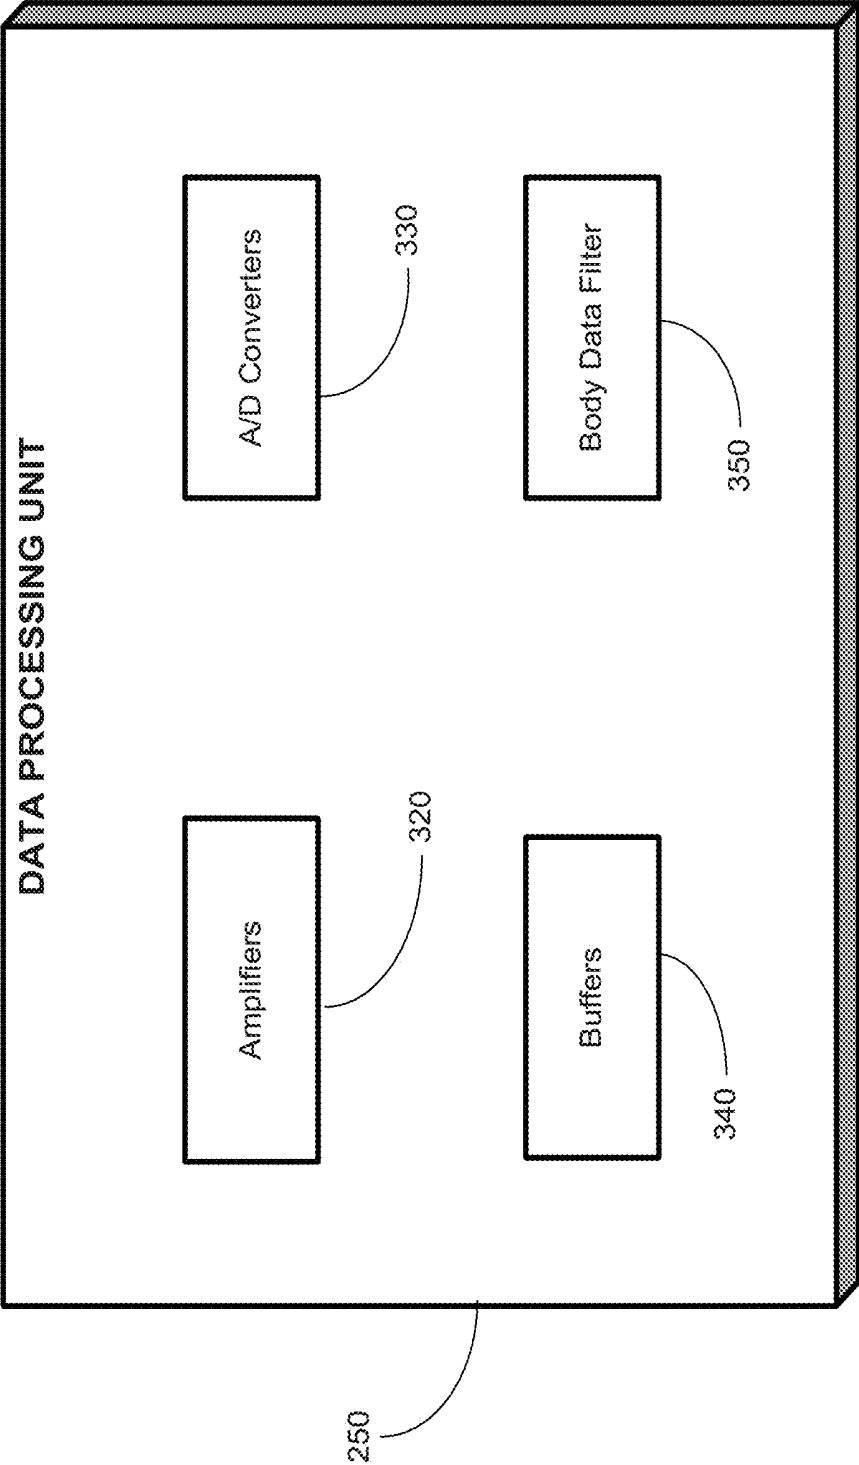 DATA PROCESSING UNIT
Amplifiers
320
A/D Converters
330
Buffers
340
Body Data Filter
350
250